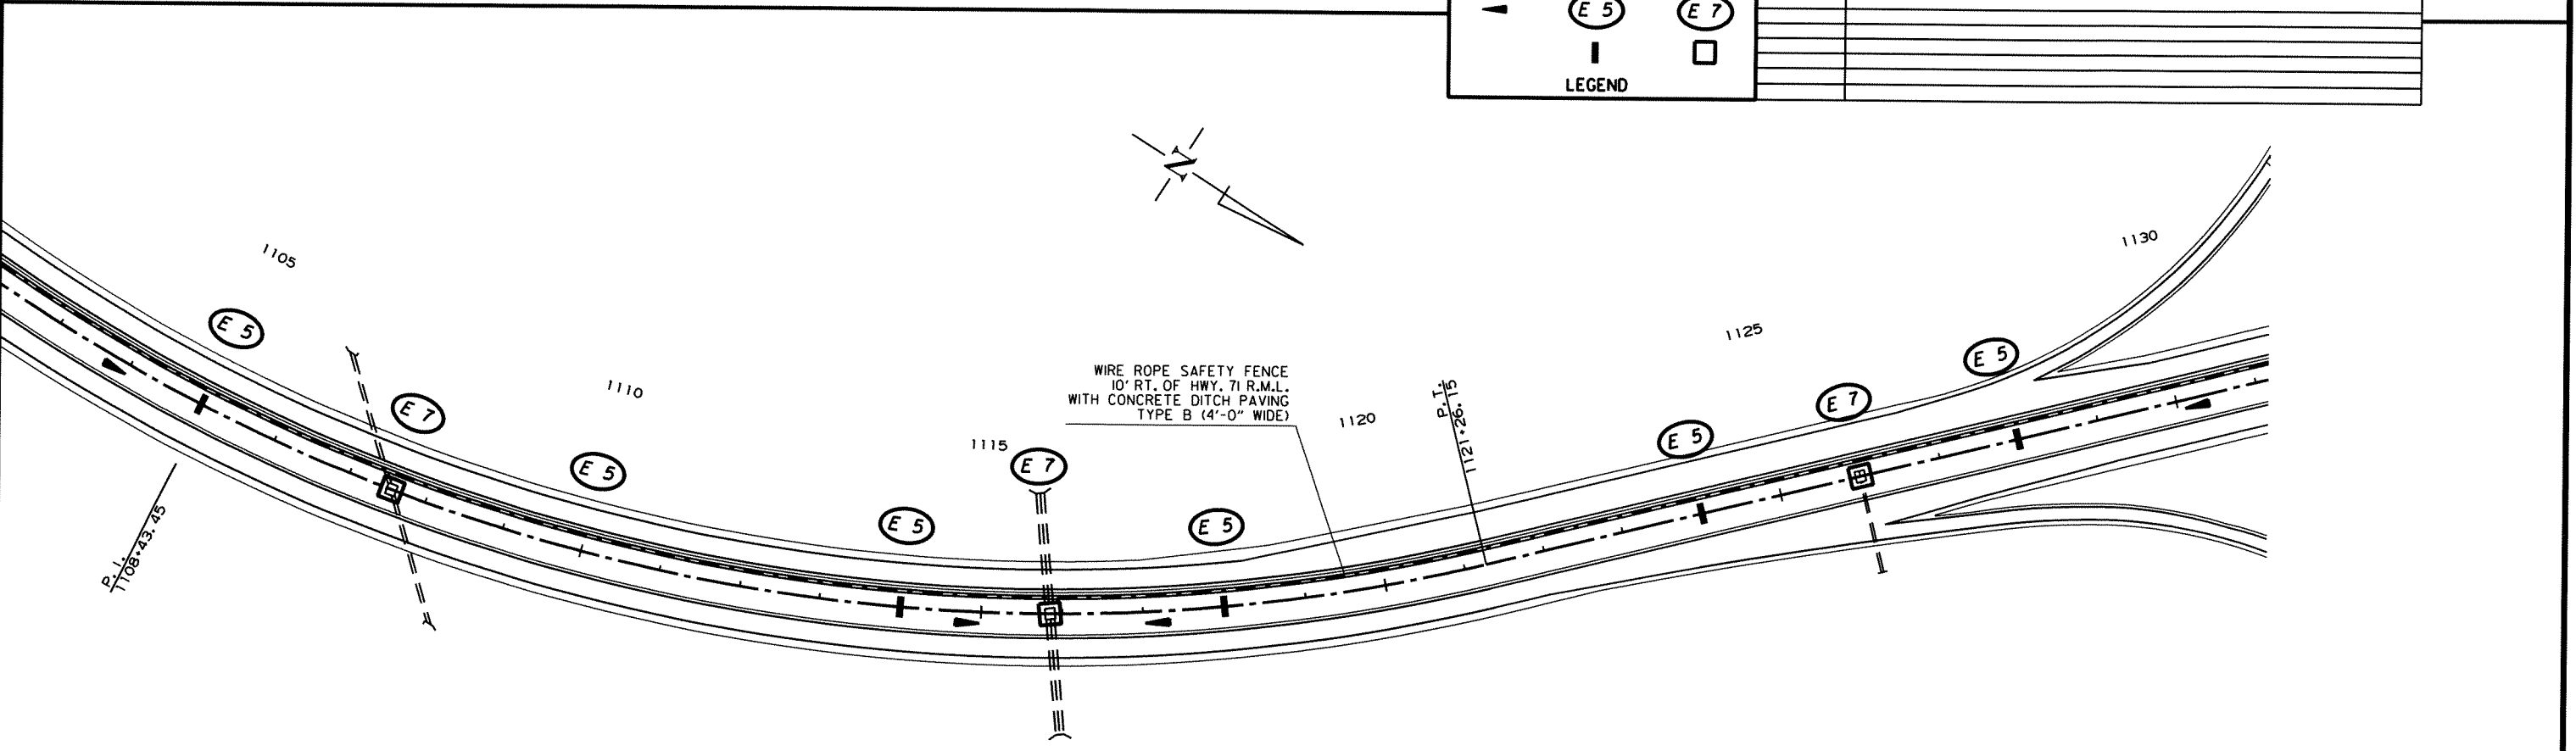 E 5
E 7
LEGEND
N
1105
1110
1115
1120
1125
1130
E 5
E 7
E 5
E 5
E 7
E 5
E 5
E 7
E 5
WIRE ROPE SAFETY FENCE
10' RT. OF HWY. 71 R.M.L.
WITH CONCRETE DITCH PAVING
TYPE B (4'-0" WIDE)
P.T.
1121+26.15
P.I.
1108+43.45